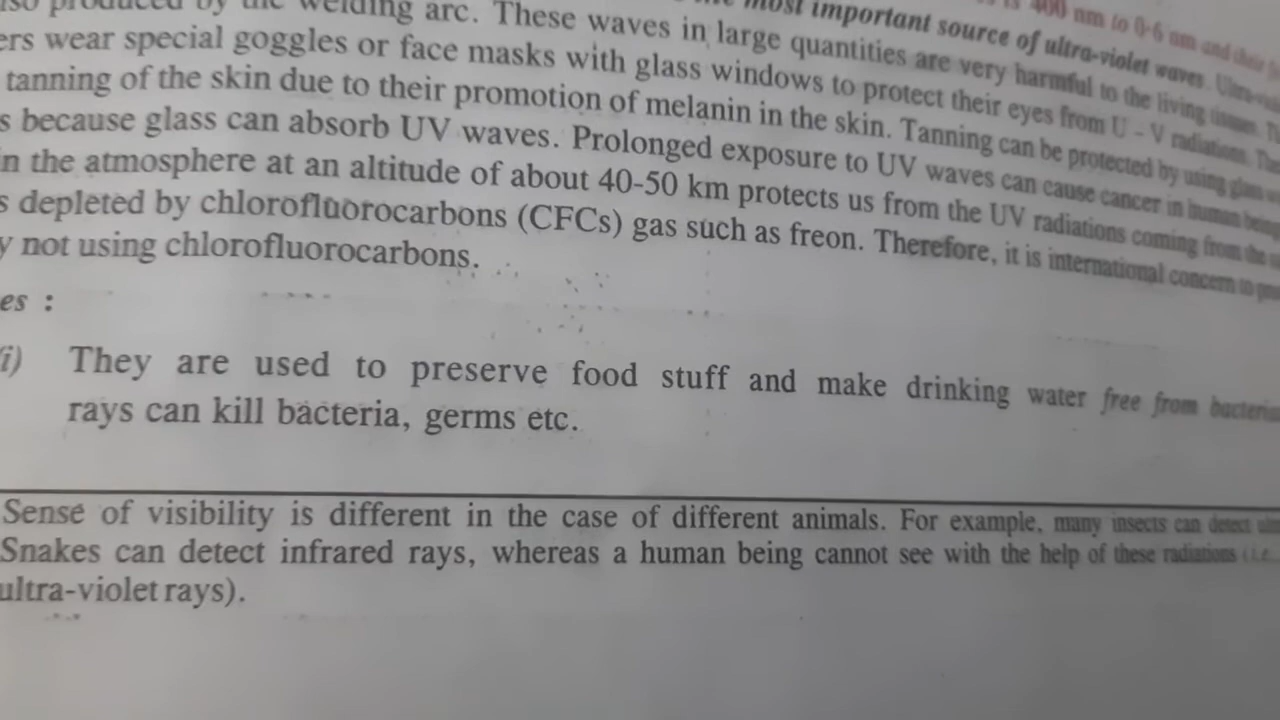 is 400 nm to 0·6 nm and their
most important source of ultra-violet waves.
produced by the welding arc. These waves in large quantities are very harmful to the living tissues.
ers wear special goggles or face masks with glass windows to protect their eyes from U – V radiations.
tanning of the skin due to their promotion of melanin in the skin. Tanning can be protected by using glass
s because glass can absorb UV waves. Prolonged exposure to UV waves can cause cancer in human being
n the atmosphere at an altitude of about 40-50 km protects us from the UV radiations coming from the
s depleted by chlorofluorocarbons (CFCs) gas such as freon. Therefore, it is international concern to
y not using chlorofluorocarbons.
es :
i) They are used to preserve food stuff and make drinking water free from bacteria
rays can kill bacteria, germs etc.
Sense of visibility is different in the case of different animals. For example, many insects can detect
Snakes can detect infrared rays, whereas a human being cannot see with the help of these radiations (i.e.,
ultra-violet rays).